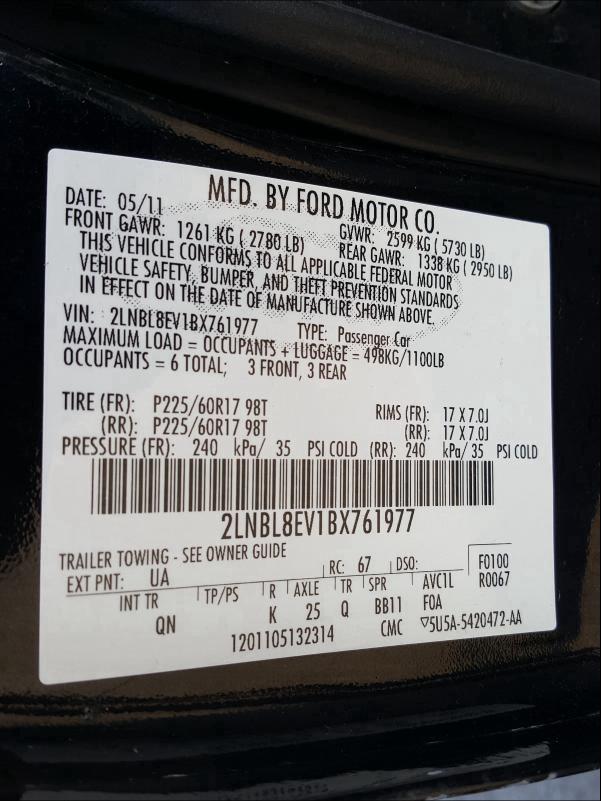 MFD. BY FORD MOTOR CO.
DATE: 05/11 GVWR: 2599 KG ( 5730 LB)
FRONT GAWR: 1261 KG ( 2780 LB) REAR GAWR: 1338 KG ( 2950 LB)
THIS VEHICLE CONFORMS TO ALL APPLICABLE FEDERAL MOTOR
VEHICLE SAFETY, BUMPER, AND THEFT PREVENTION STANDARDS
IN EFFECT ON THE DATE OF MANUFACTURE SHOWN ABOVE.
VIN: 2LNBL8EV1BX761977 TYPE: Passenger Car
MAXIMUM LOAD = OCCUPANTS + LUGGAGE = 498KG/1100LB
OCCUPANTS = 6 TOTAL; 3 FRONT, 3 REAR
TIRE (FR): P225/60R17 98T RIMS (FR): 17 X 7.0J
(RR): P225/60R17 98T (RR): 17 X 7.0J
PRESSURE (FR): 240 kPa/ 35 PSI COLD (RR): 240 kPa/ 35 PSI COLD
2LNBL8EV1BX761977
TRAILER TOWING - SEE OWNER GUIDE
EXT PNT: UA RC: 67 DSO: F0100
R0067
INT TR TP/PS R AXLE TR SPR AVC1L
QN K 25 Q BB11 FOA
1201105132314 CMC ▽5U5A-5420472-AA